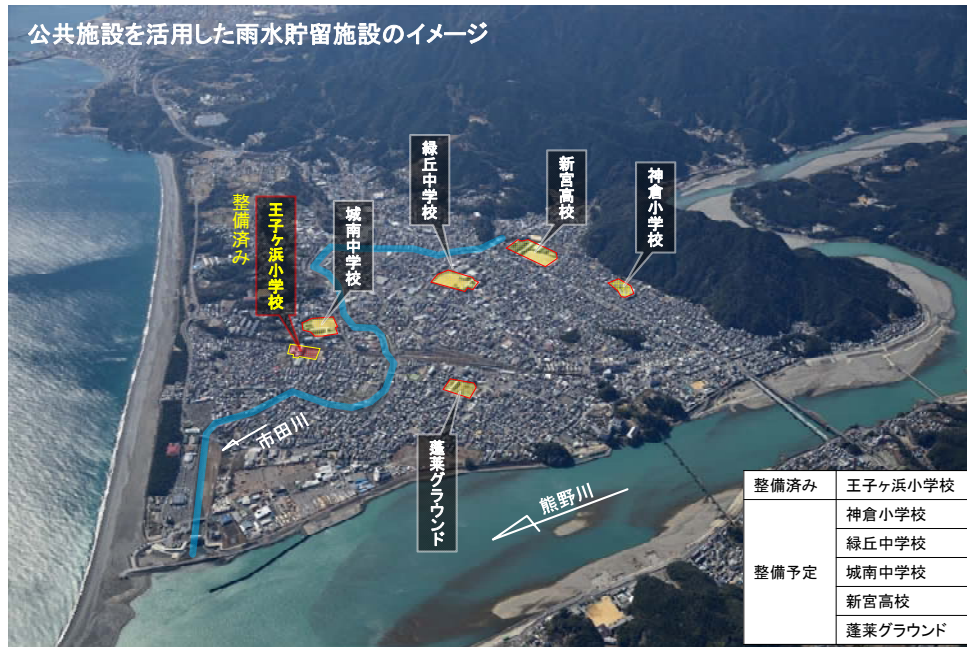 公共施設を活用した雨水貯留施設のイメージ
緑丘中学校
新宮高校
神倉小学校
城南中学校
王子ヶ浜小学校
整備済み
蓬莱グラウンド
市田川
熊野川
整備済み 王子ヶ浜小学校
整備予定
神倉小学校
緑丘中学校
城南中学校
新宮高校
蓬莱グラウンド